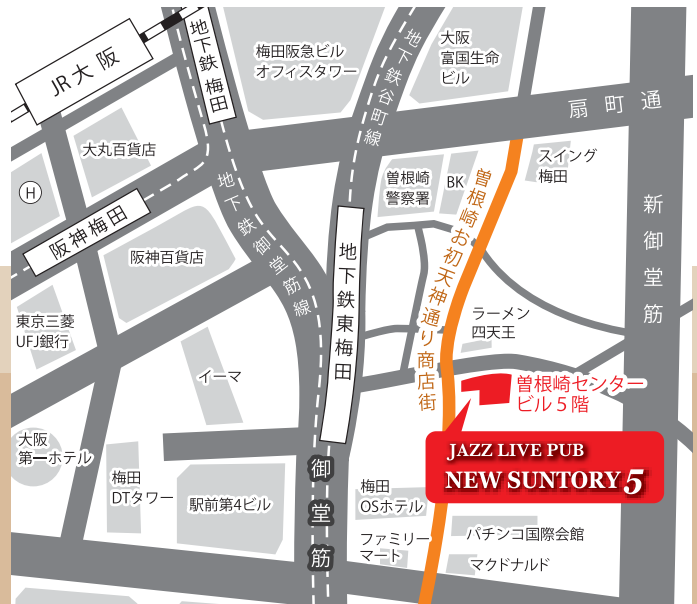 JR大阪
地下鉄梅田
梅田阪急ビル
オフィスタワー
地下鉄谷町線
大阪
富国生命
ビル
扇町通
大丸百貨店
H
阪神梅田
地下鉄御堂筋線
曽根崎
警察署
BK
曽根崎お初天神通り商店街
スイング
梅田
新御堂筋
阪神百貨店
地下鉄東梅田
東京三菱
UFJ銀行
ラーメン
四天王
イーマ
曽根崎センター
ビル5階
大阪
第一ホテル
JAZZ LIVE PUB
NEW SUNTORY 5
梅田
DTタワー
駅前第4ビル
御堂筋
梅田
OSホテル
ファミリー
マート
パチンコ国際会館
マクドナルド